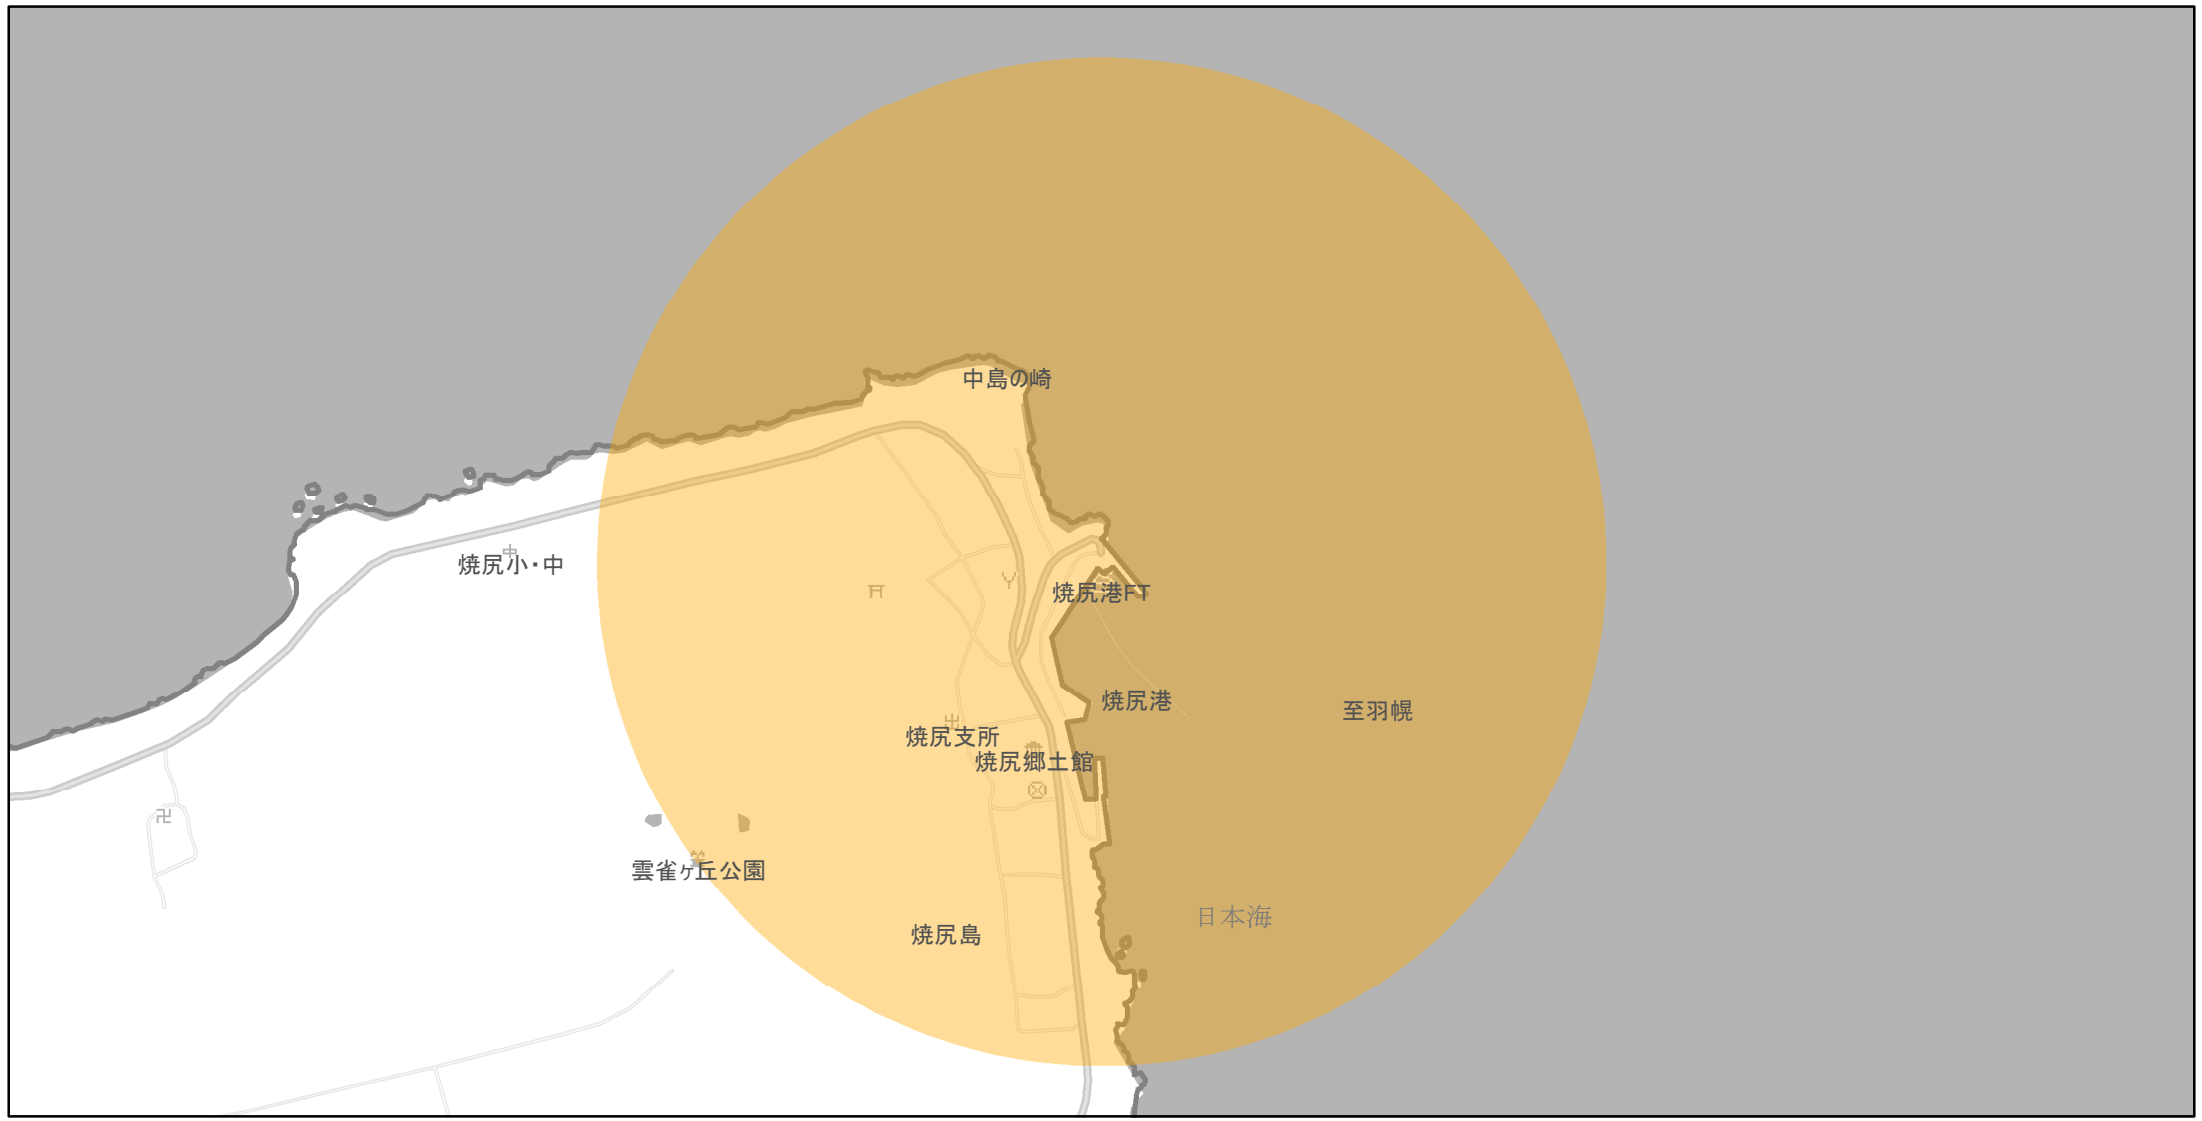 中島の崎
焼尻小・中
焼尻港FT
焼尻港
至羽幌
焼尻支所
焼尻郷土館
雲雀ヶ丘公園
日本海
焼尻島